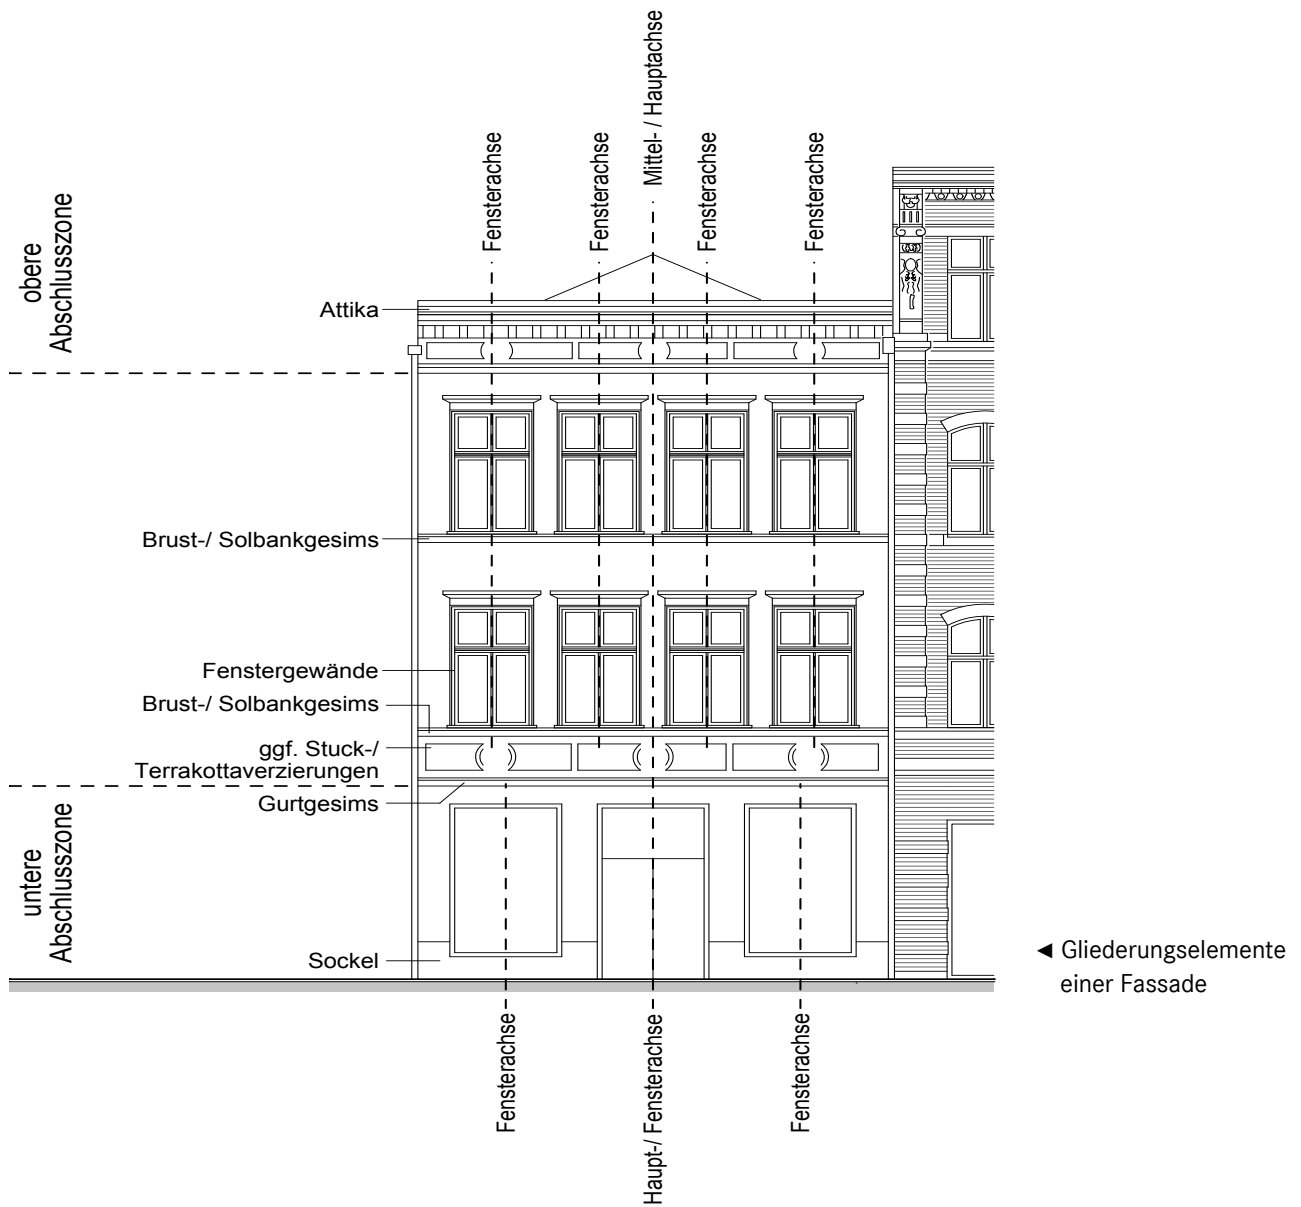 Mittel- / Hauptachse
Fensterachse
Fensterachse
Fensterachse
Fensterachse
obere
Abschlusszone
Attika
Brust-/ Solbankgesims
Fenstergewände
Brust-/ Solbankgesims
ggf. Stuck-/
Terrakottaverzierungen
Gurtgesims
untere
Abschlusszone
Sockel
◄ Gliederungselemente
einer Fassade
Fensterachse
Haupt-/ Fensterachse
Fensterachse